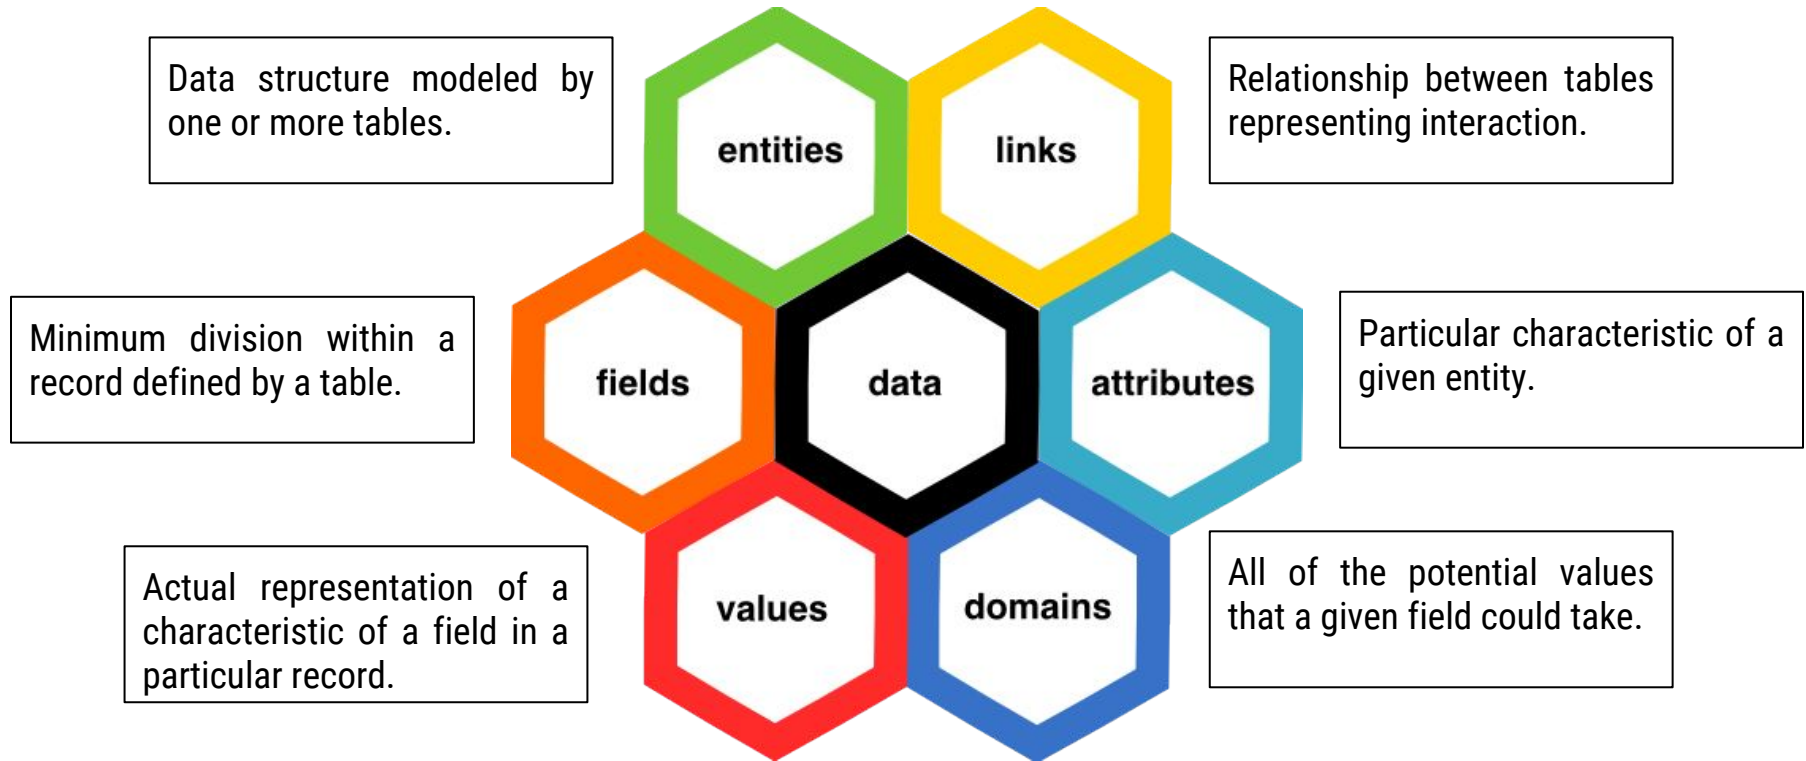 Data structure modeled by
one or more tables.
entities
links
Relationship between tables
representing interaction.
Minimum division within a
record defined by a table.
fields
data
attributes
Particular characteristic of a
given entity.
Actual representation of a
characteristic of a field in a
particular record.
values
domains
All of the potential values
that a given field could take.